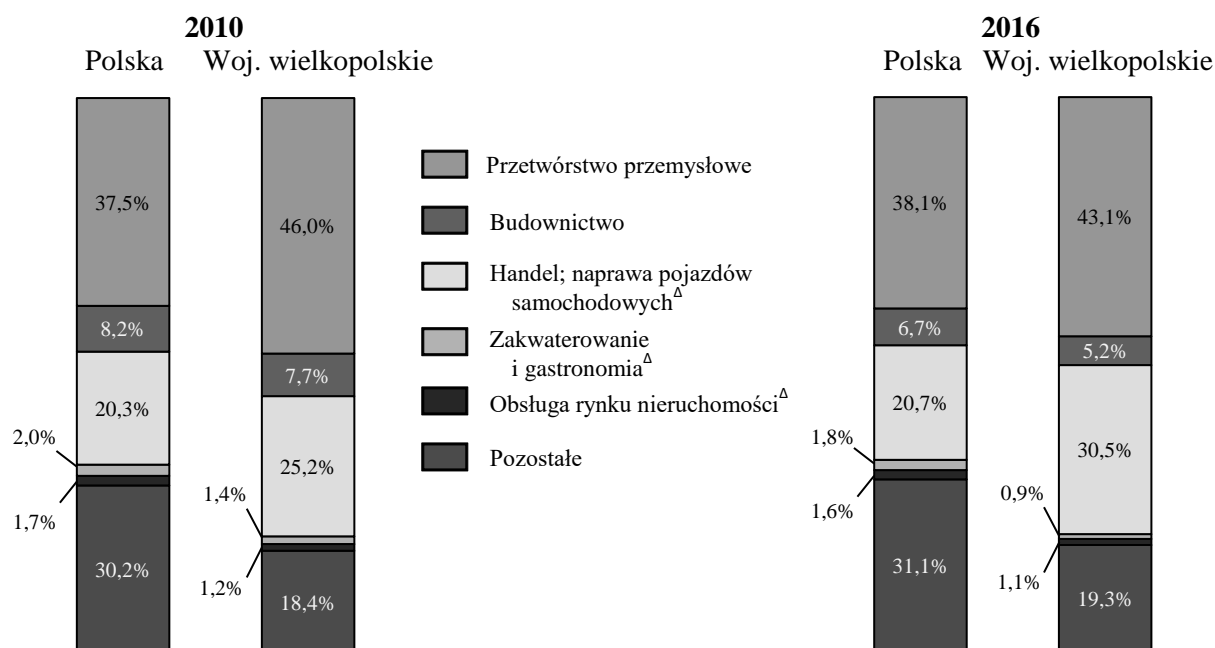 2010
Polska Woj. wielkopolskie
37,5%
8,2%
20,3%
2,0%
1,7%
30,2%
46,0%
7,7%
25,2%
1,4%
1,2%
18,4%
Przetwórstwo przemysłowe
Budownictwo
Handel; naprawa pojazdów
samochodowych^Δ
Zakwaterowanie
i gastronomia^Δ
Obsługa rynku nieruchomości^Δ
Pozostałe
2016
Polska Woj. wielkopolskie
38,1%
6,7%
20,7%
1,8%
1,6%
31,1%
43,1%
5,2%
30,5%
0,9%
1,1%
19,3%